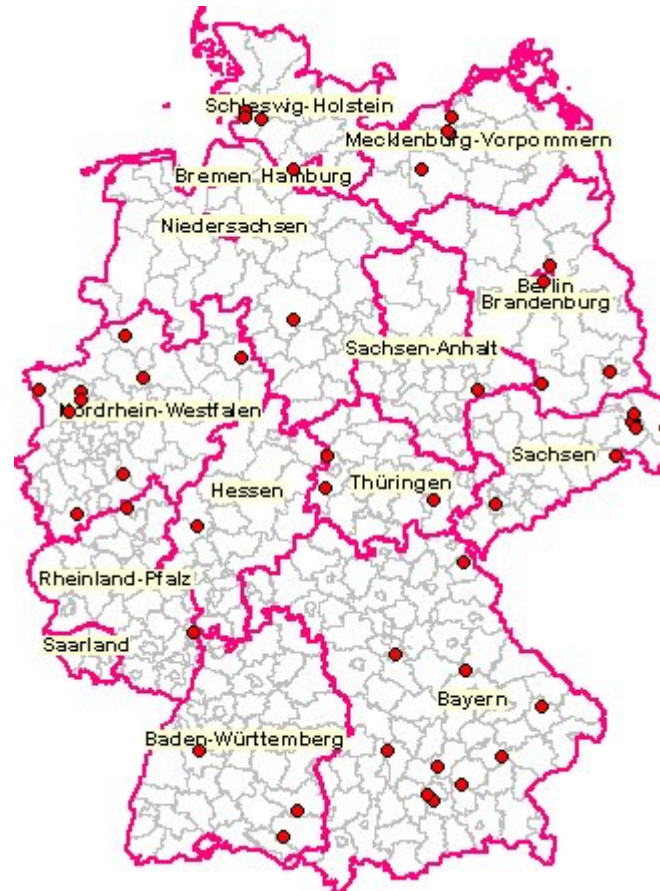 Schleswig-Holstein
Mecklenburg-Vorpommern
Bremen Hamburg
Niedersachsen
Berlin
Brandenburg
Sachsen-Anhalt
Nordrhein-Westfalen
Sachsen
Thüringen
Hessen
Rheinland-Pfalz
Saarland
Bayern
Baden-Württemberg